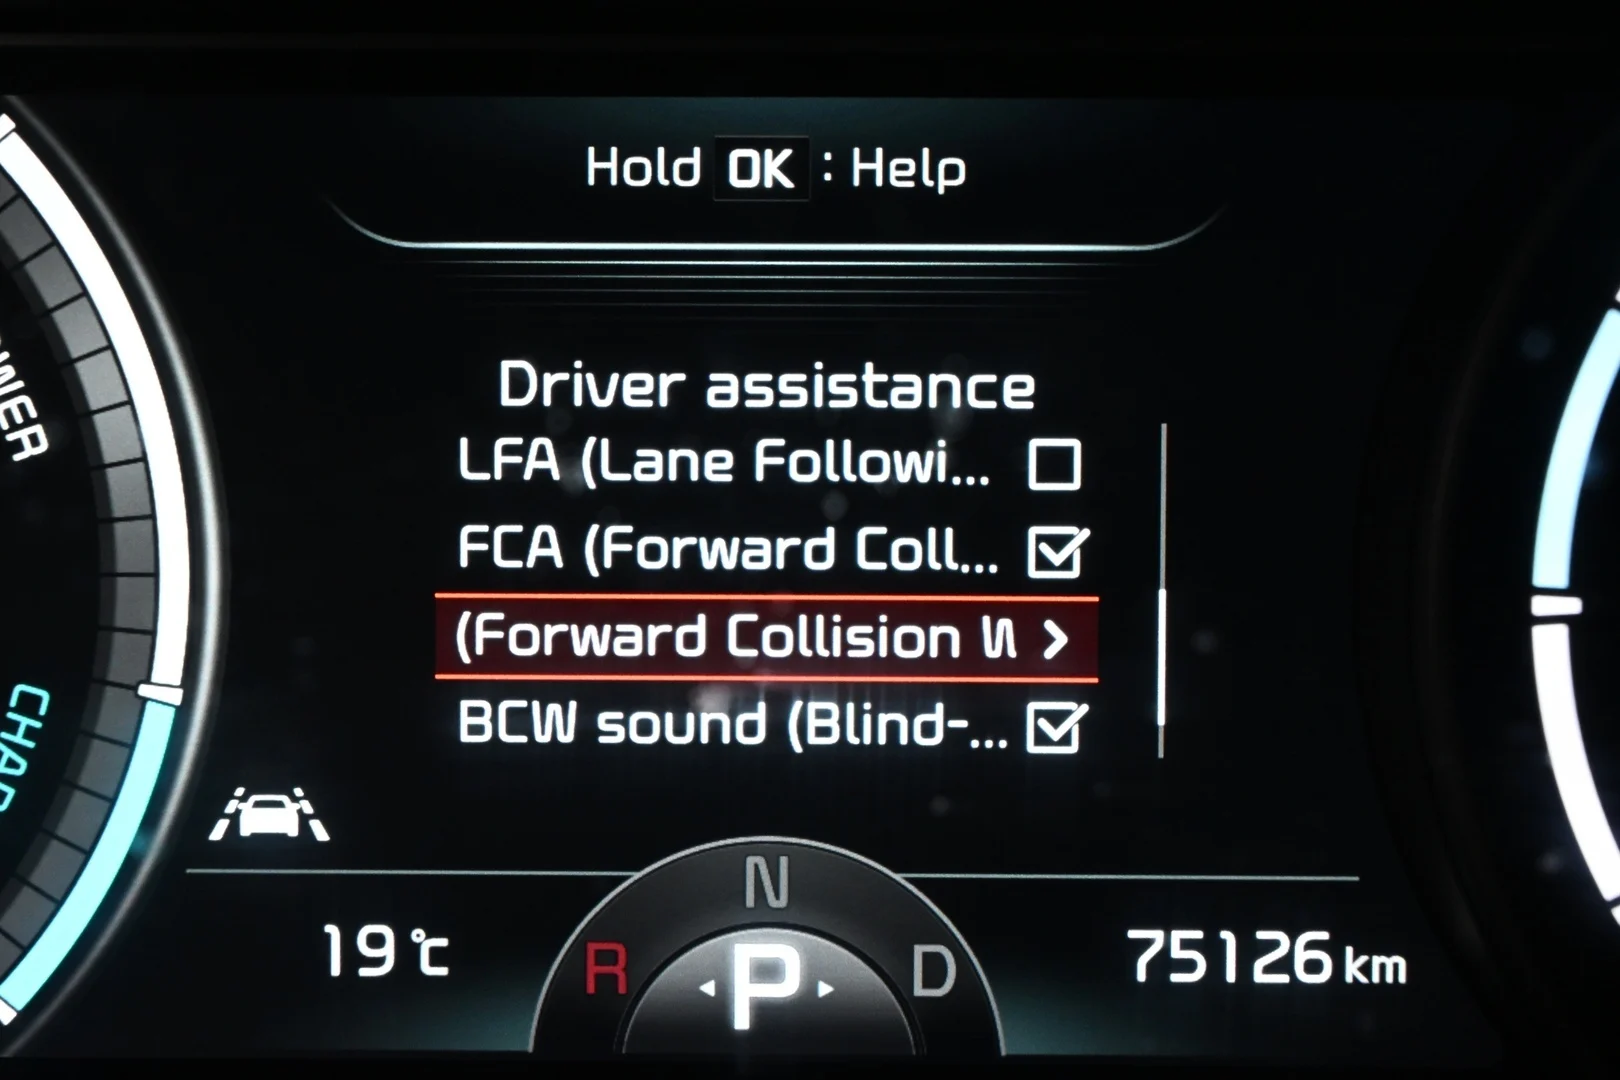 Hold OK : Help
Driver assistance
LFA (Lane Followi...
FCA (Forward Coll...
(Forward Collision
BCW sound (Blind-...
N
R P D
19°C
75126 km